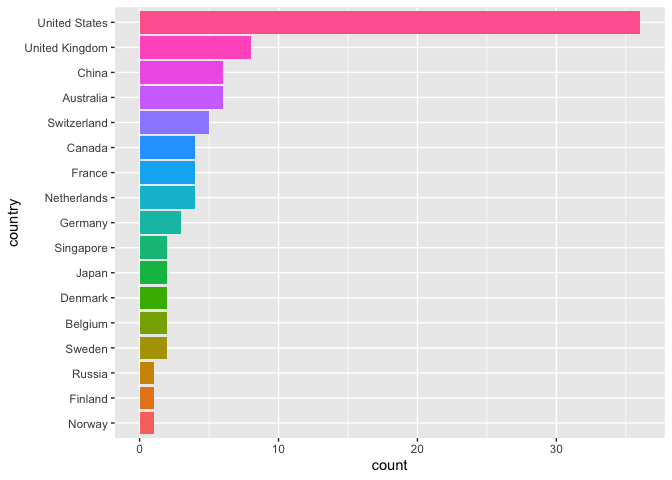 United States
United Kingdom
China
Australia
Switzerland
Canada
France
Netherlands
Germany
Singapore
Japan
Denmark
Belgium
Sweden
Russia
Finland
Norway
country
0 10 20 30
count